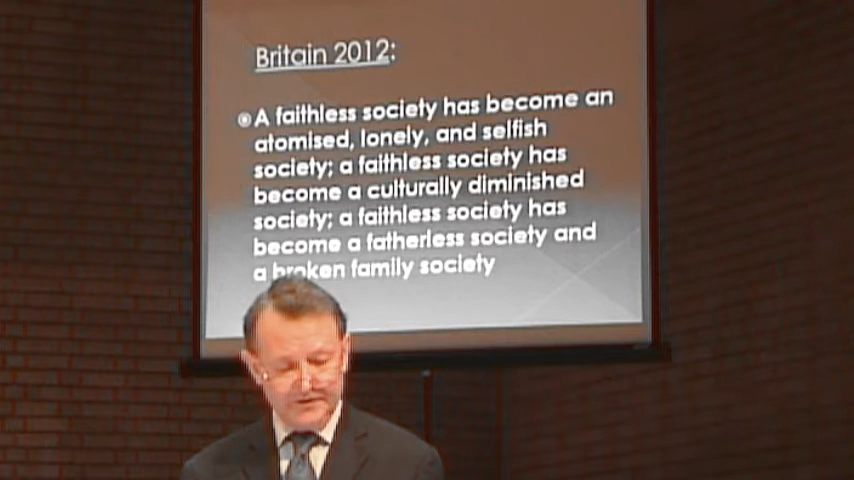 Britain 2012:
A faithless society has become an
atomised, lonely, and selfish
society; a faithless society has
become a culturally diminished
society; a faithless society has
become a fatherless society and
a broken family society